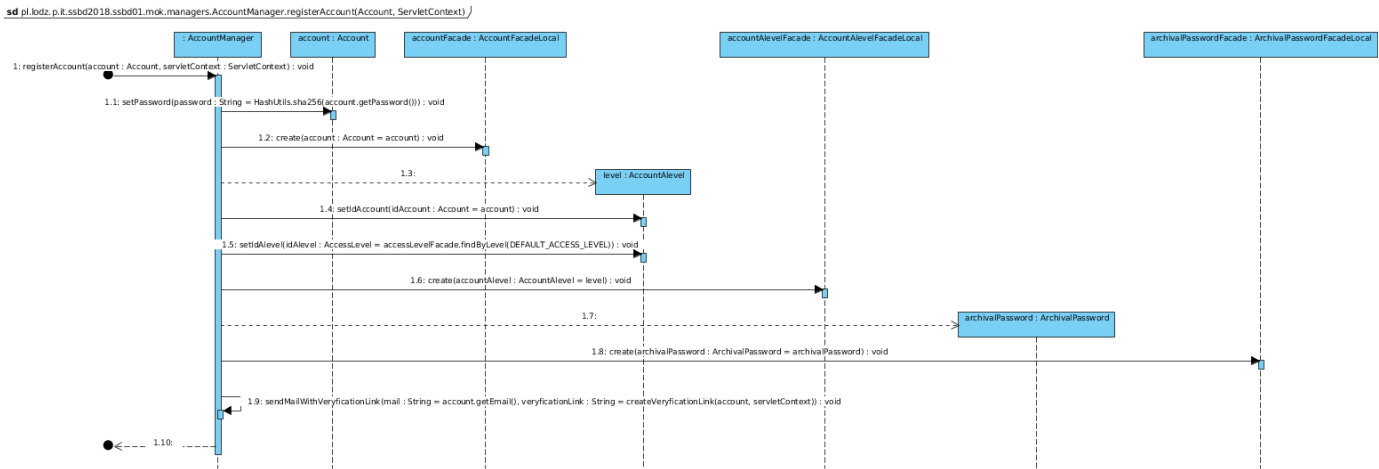 sd pl.lodz.p.it.ssbd2018.ssbd01.mok.managers.AccountManager.registerAccount(Account, ServletContext)
: AccountManager
account : Account
accountFacade : AccountFacadeLocal
accountAlevelFacade : AccountAlevelFacadeLocal
archivalPasswordFacade : ArchivalPasswordFacadeLocal
1: registerAccount(account : Account, servletContext : ServletContext) : void
1.1: setPassword(password : String = HashUtils.sha256(account.getPassword())) : void
1.2: create(account : Account = account) : void
1.3:
level : AccountAlevel
1.4: setIdAccount(idAccount : Account = account) : void
1.5: setIdAlevel(idAlevel : AccessLevel = accessLevelFacade.findByLevel(DEFAULT_ACCESS_LEVEL)) : void
1.6: create(accountAlevel : AccountAlevel = level) : void
1.7:
archivalPassword : ArchivalPassword
1.8: create(archivalPassword : ArchivalPassword = archivalPassword) : void
1.9: sendMailWithVeryficationLink(mail : String = account.getEmail(), veryficationLink : String = createVeryficationLink(account, servletContext)) : void
1.10: